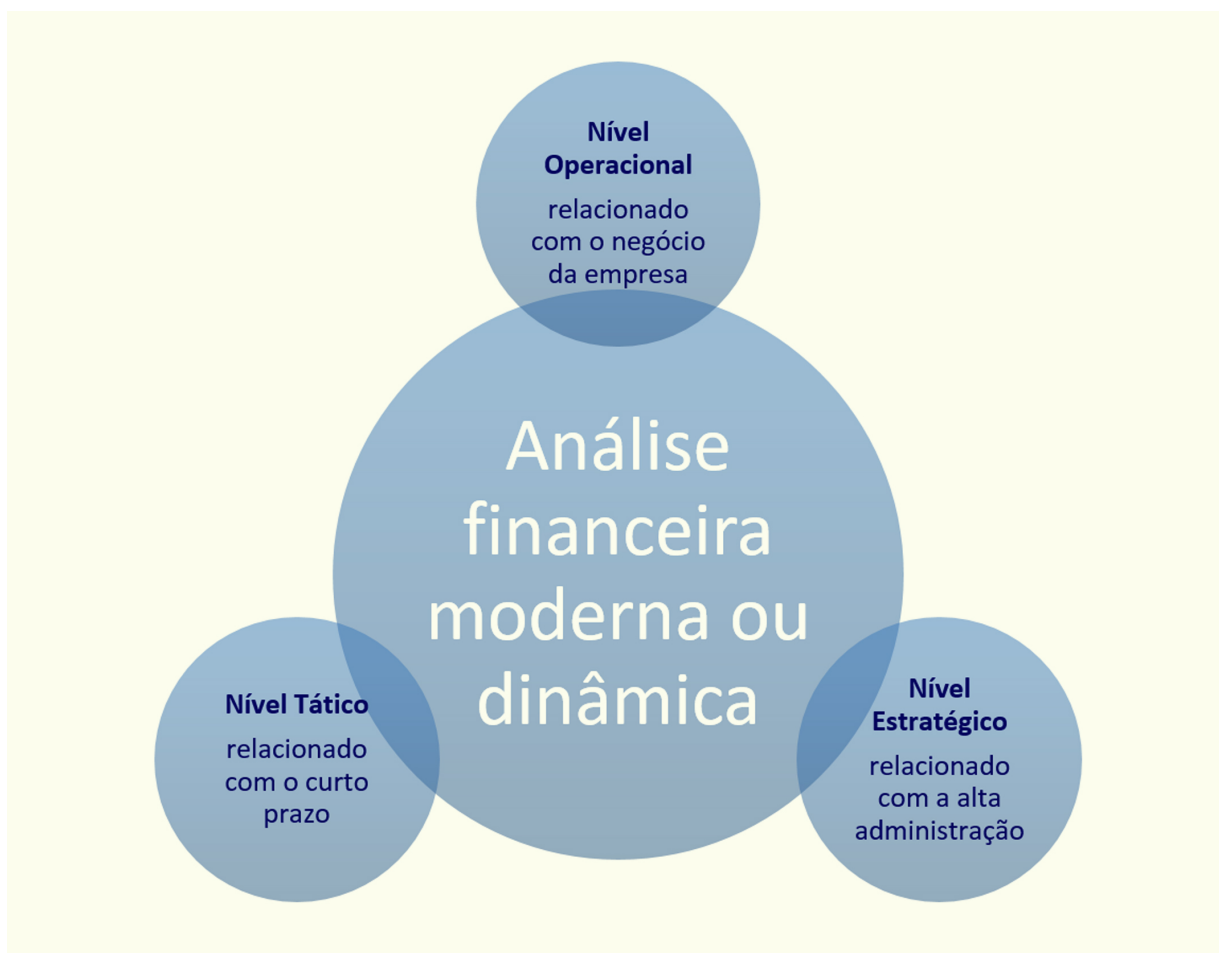 Nível
Operacional
relacionado
com o negócio
da empresa
Análise
financeira
moderna ou
dinâmica
Nível Tático
relacionado
com o curto
prazo
Nível
Estratégico
relacionado
com a alta
administração